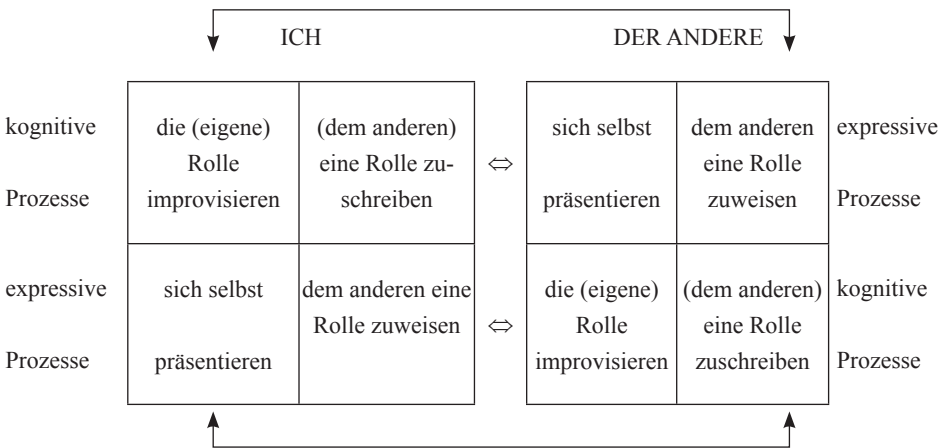 ICH DER ANDERE
kognitive die (eigene) (dem anderen) sich selbst dem anderen expressive
Rolle eine Rolle zu- ⇔ eine Rolle
Prozesse improvisieren schreiben präsentieren zuweisen Prozesse
expressive sich selbst dem anderen eine die (eigene) (dem anderen) kognitive
Rolle zuweisen ⇔ Rolle eine Rolle
Prozesse präsentieren improvisieren zuschreiben Prozesse